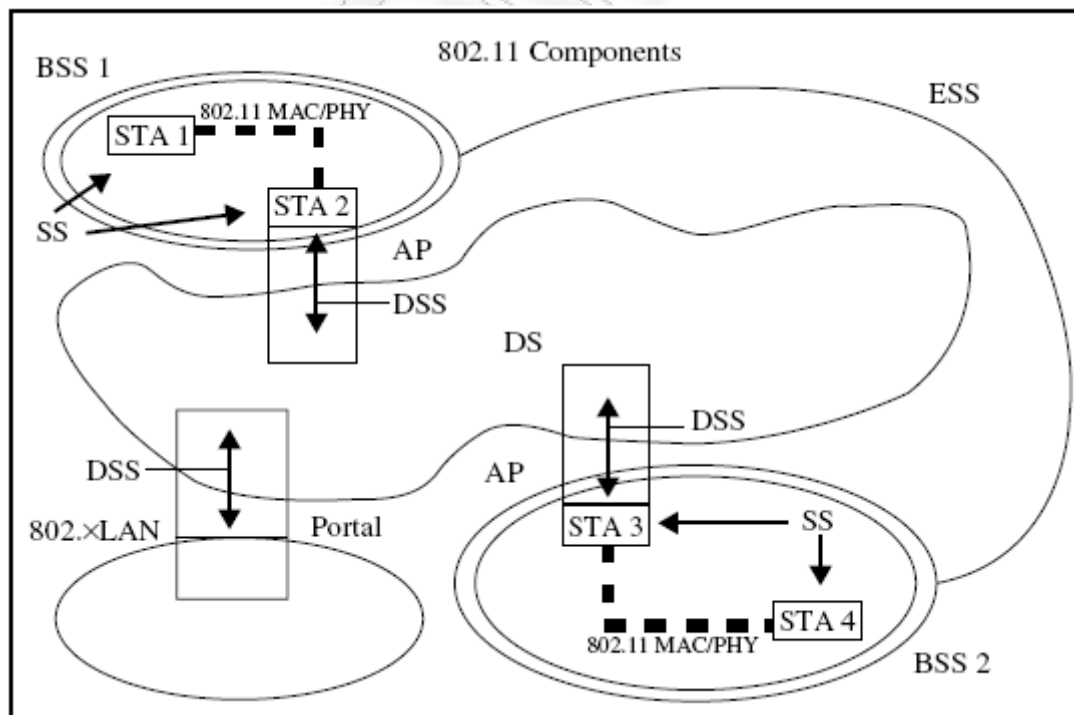 802.11 Components
BSS 1
ESS
802.11 MAC/PHY
STA 1
STA 2
SS
AP
DSS
DS
DSS
DSS
AP
802.×LAN
Portal
STA 3
SS
STA 4
802.11 MAC/PHY
BSS 2